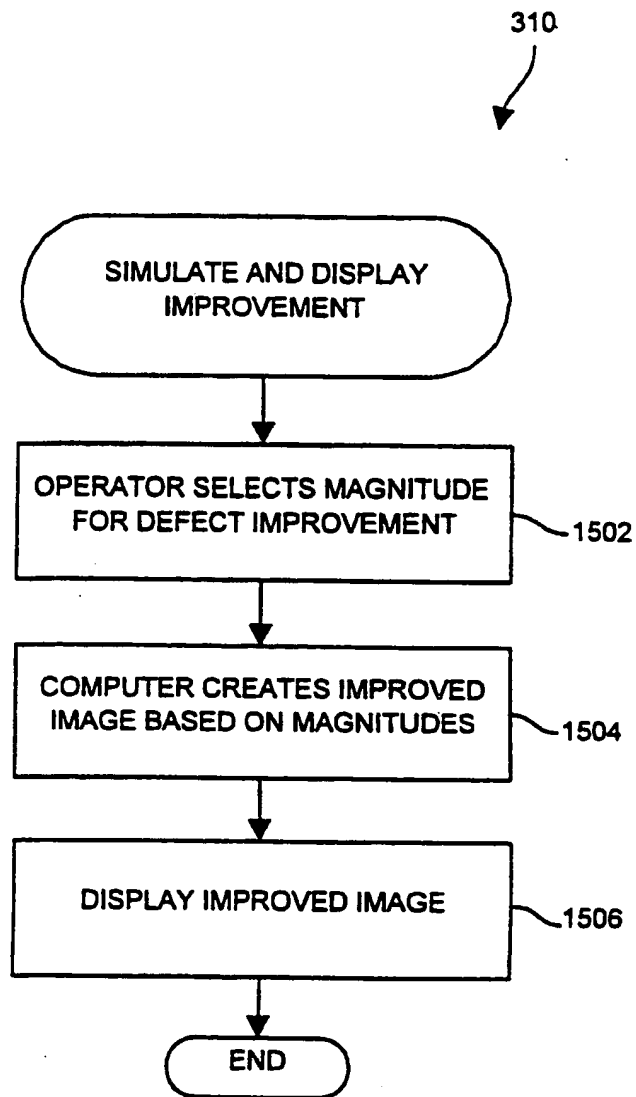 310
SIMULATE AND DISPLAY
IMPROVEMENT
OPERATOR SELECTS MAGNITUDE
FOR DEFECT IMPROVEMENT
1502
COMPUTER CREATES IMPROVED
IMAGE BASED ON MAGNITUDES
1504
DISPLAY IMPROVED IMAGE
1506
END